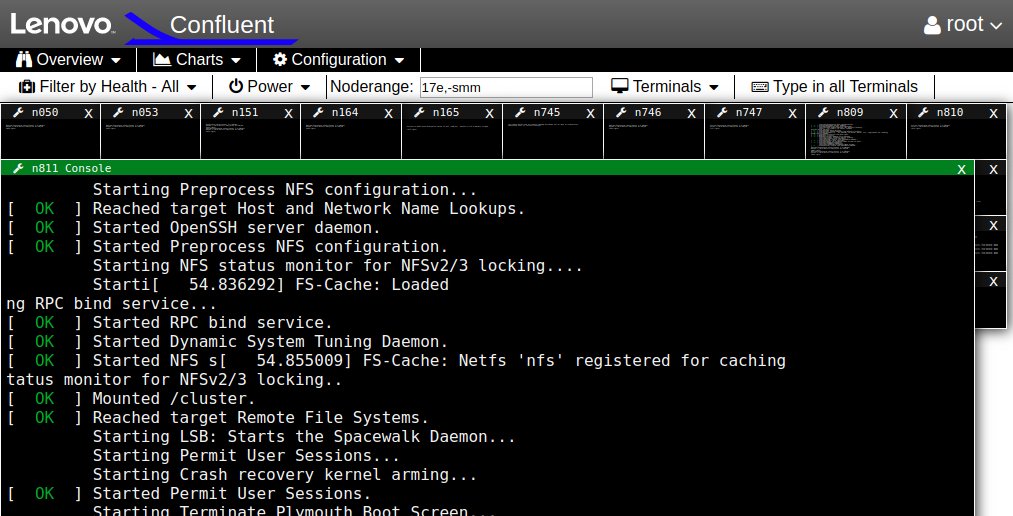 Lenovo Confluent root
Overview Charts Configuration
Filter by Health - All Power Noderange: 17e,-smm Terminals Type in all Terminals
n050 X n053 X n151 X n164 X n165 X n745 X n746 X n747 X n809 X n810 X
n811 Console X X
Starting Preprocess NFS configuration...
[ OK ] Reached target Host and Network Name Lookups.
[ OK ] Started OpenSSH server daemon.
X
[ OK ] Started Preprocess NFS configuration.
Starting NFS status monitor for NFSv2/3 locking....
Starti[ 54.836292] FS-Cache: Loaded
X
ng RPC bind service...
[ OK ] Started RPC bind service.
[ OK ] Started Dynamic System Tuning Daemon.
[ OK ] Started NFS s[ 54.855009] FS-Cache: Netfs 'nfs' registered for caching
tatus monitor for NFSv2/3 locking..
[ OK ] Mounted /cluster.
[ OK ] Reached target Remote File Systems.
Starting LSB: Starts the Spacewalk Daemon...
Starting Permit User Sessions...
Starting Crash recovery kernel arming...
[ OK ] Started Permit User Sessions.
Starting Terminate Plymouth Boot Screen...